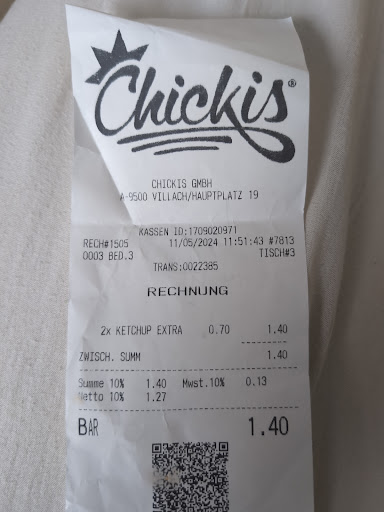 Chickis®
CHICKIS GMBH
A-9500 VILLACH/HAUPTPLATZ 19
KASSEN ID:1709020971
RECH#1505 11/05/2024 11:51:43 #7813
0003 BED.3 TISCH#3
TRANS:0022385
RECHNUNG
2x KETCHUP EXTRA 0.70 1.40
ZWISCH. SUMM 1.40
Summe 10% 1.40 Mwst.10% 0.13
Netto 10% 1.27
BAR 1.40